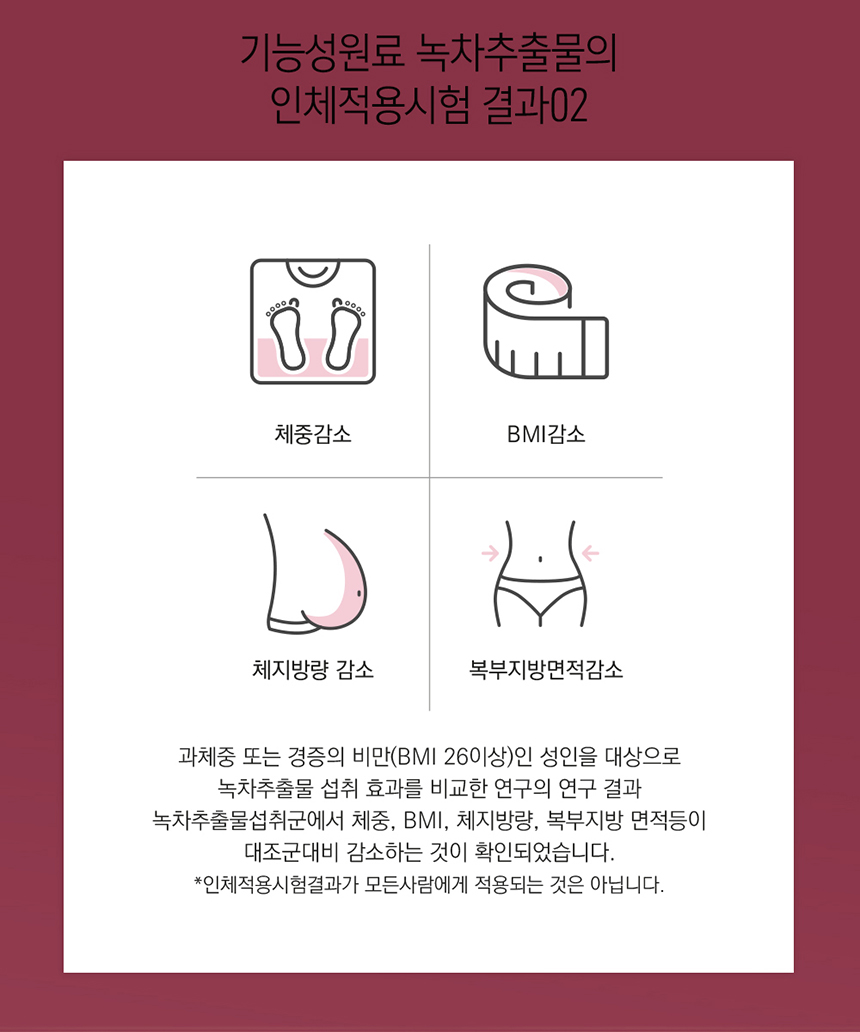 기능성원료 녹차추출물의
인체적용시험 결과02
체중감소
BMI감소
체지방량 감소
복부지방면적감소
과체중 또는 경증의 비만(BMI 26이상)인 성인을 대상으로
녹차추출물 섭취 효과를 비교한 연구의 연구 결과
녹차추출물섭취군에서 체중, BMI, 체지방량, 복부지방 면적등이
대조군대비 감소하는 것이 확인되었습니다.
*인체적용시험결과가 모든사람에게 적용되는 것은 아닙니다.